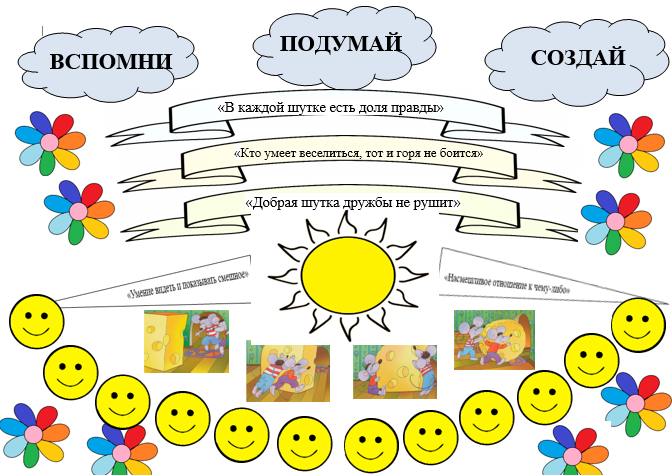 ВСПОМНИ
ПОДУМАЙ
СОЗДАЙ
«В каждой шутке есть доля правды»
«Кто умеет веселиться, тот и горя не боится»
«Добрая шутка дружбы не рушит»
«Умение видеть и показывать смешное»
«Насмешливое отношение к чему-либо»